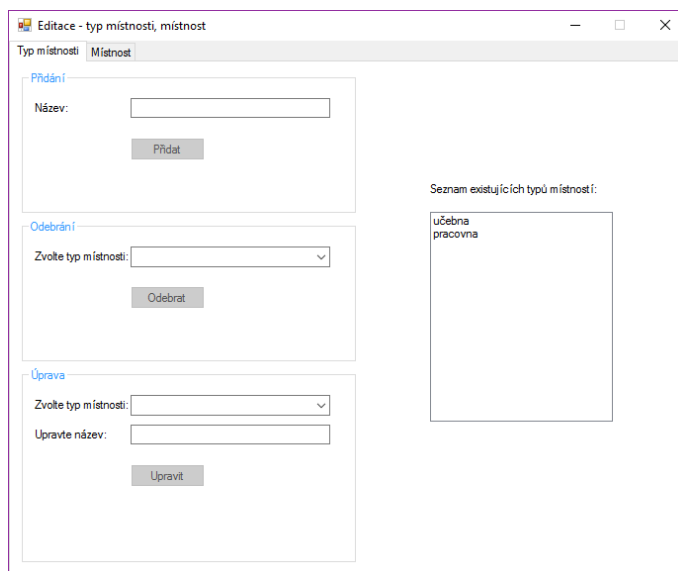 Editace - typ místnosti, místnost
Typ místnosti Místnost
Přidání
Název:
Přidat
Odebrání
Zvolte typ místnosti:
Odebrat
Úprava
Zvolte typ místnosti:
Upravte název:
Upravit
Seznam existujících typů místností:
učebna
pracovna